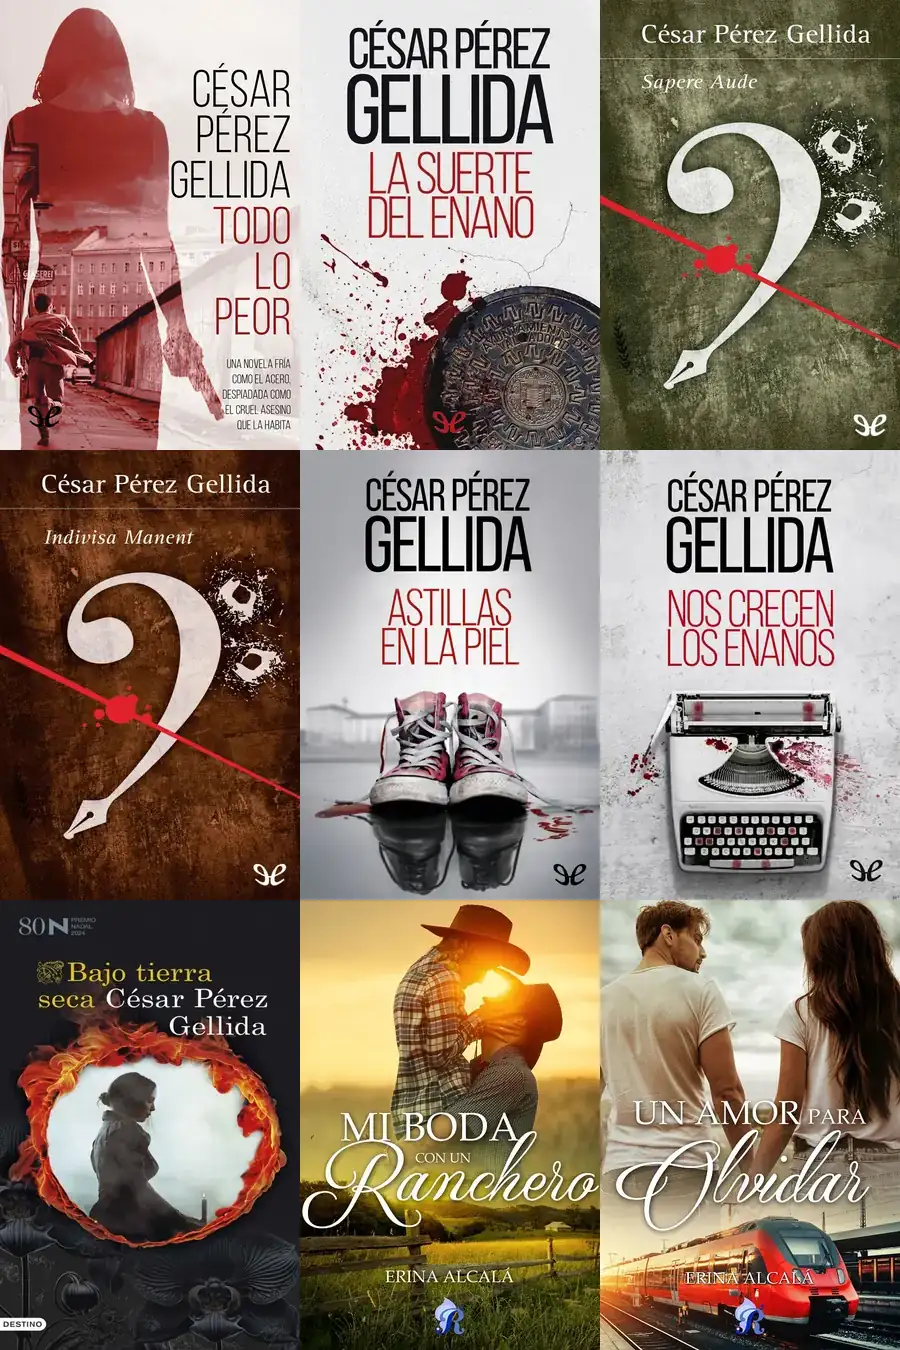 CÉSAR
PÉREZ
GELLIDA
TODO
LO
PEOR
UNA NOVELA FRÍA
COMO EL ACERO,
DESPIADADA COMO
EL CRUEL ASESINO
QUE LA HABITA
CÉSAR PÉREZ
GELLIDA
LA SUERTE
DEL ENANO
César Pérez Gellida
Sapere Aude
César Pérez Gellida
Indivisa Manent
CÉSAR PÉREZ
GELLIDA
ASTILLAS
EN LA PIEL
CÉSAR PÉREZ
GELLIDA
NOS CRECEN
LOS ENANOS
80 N PREMIO
NADAL
2024
Bajo tierra
seca César Pérez
Gellida
DESTINO
MI BODA
CON UN
Ranchero
ERINA ALCALÁ
R
UN AMOR PARA
Olvidar
ERINA ALCALÁ
R